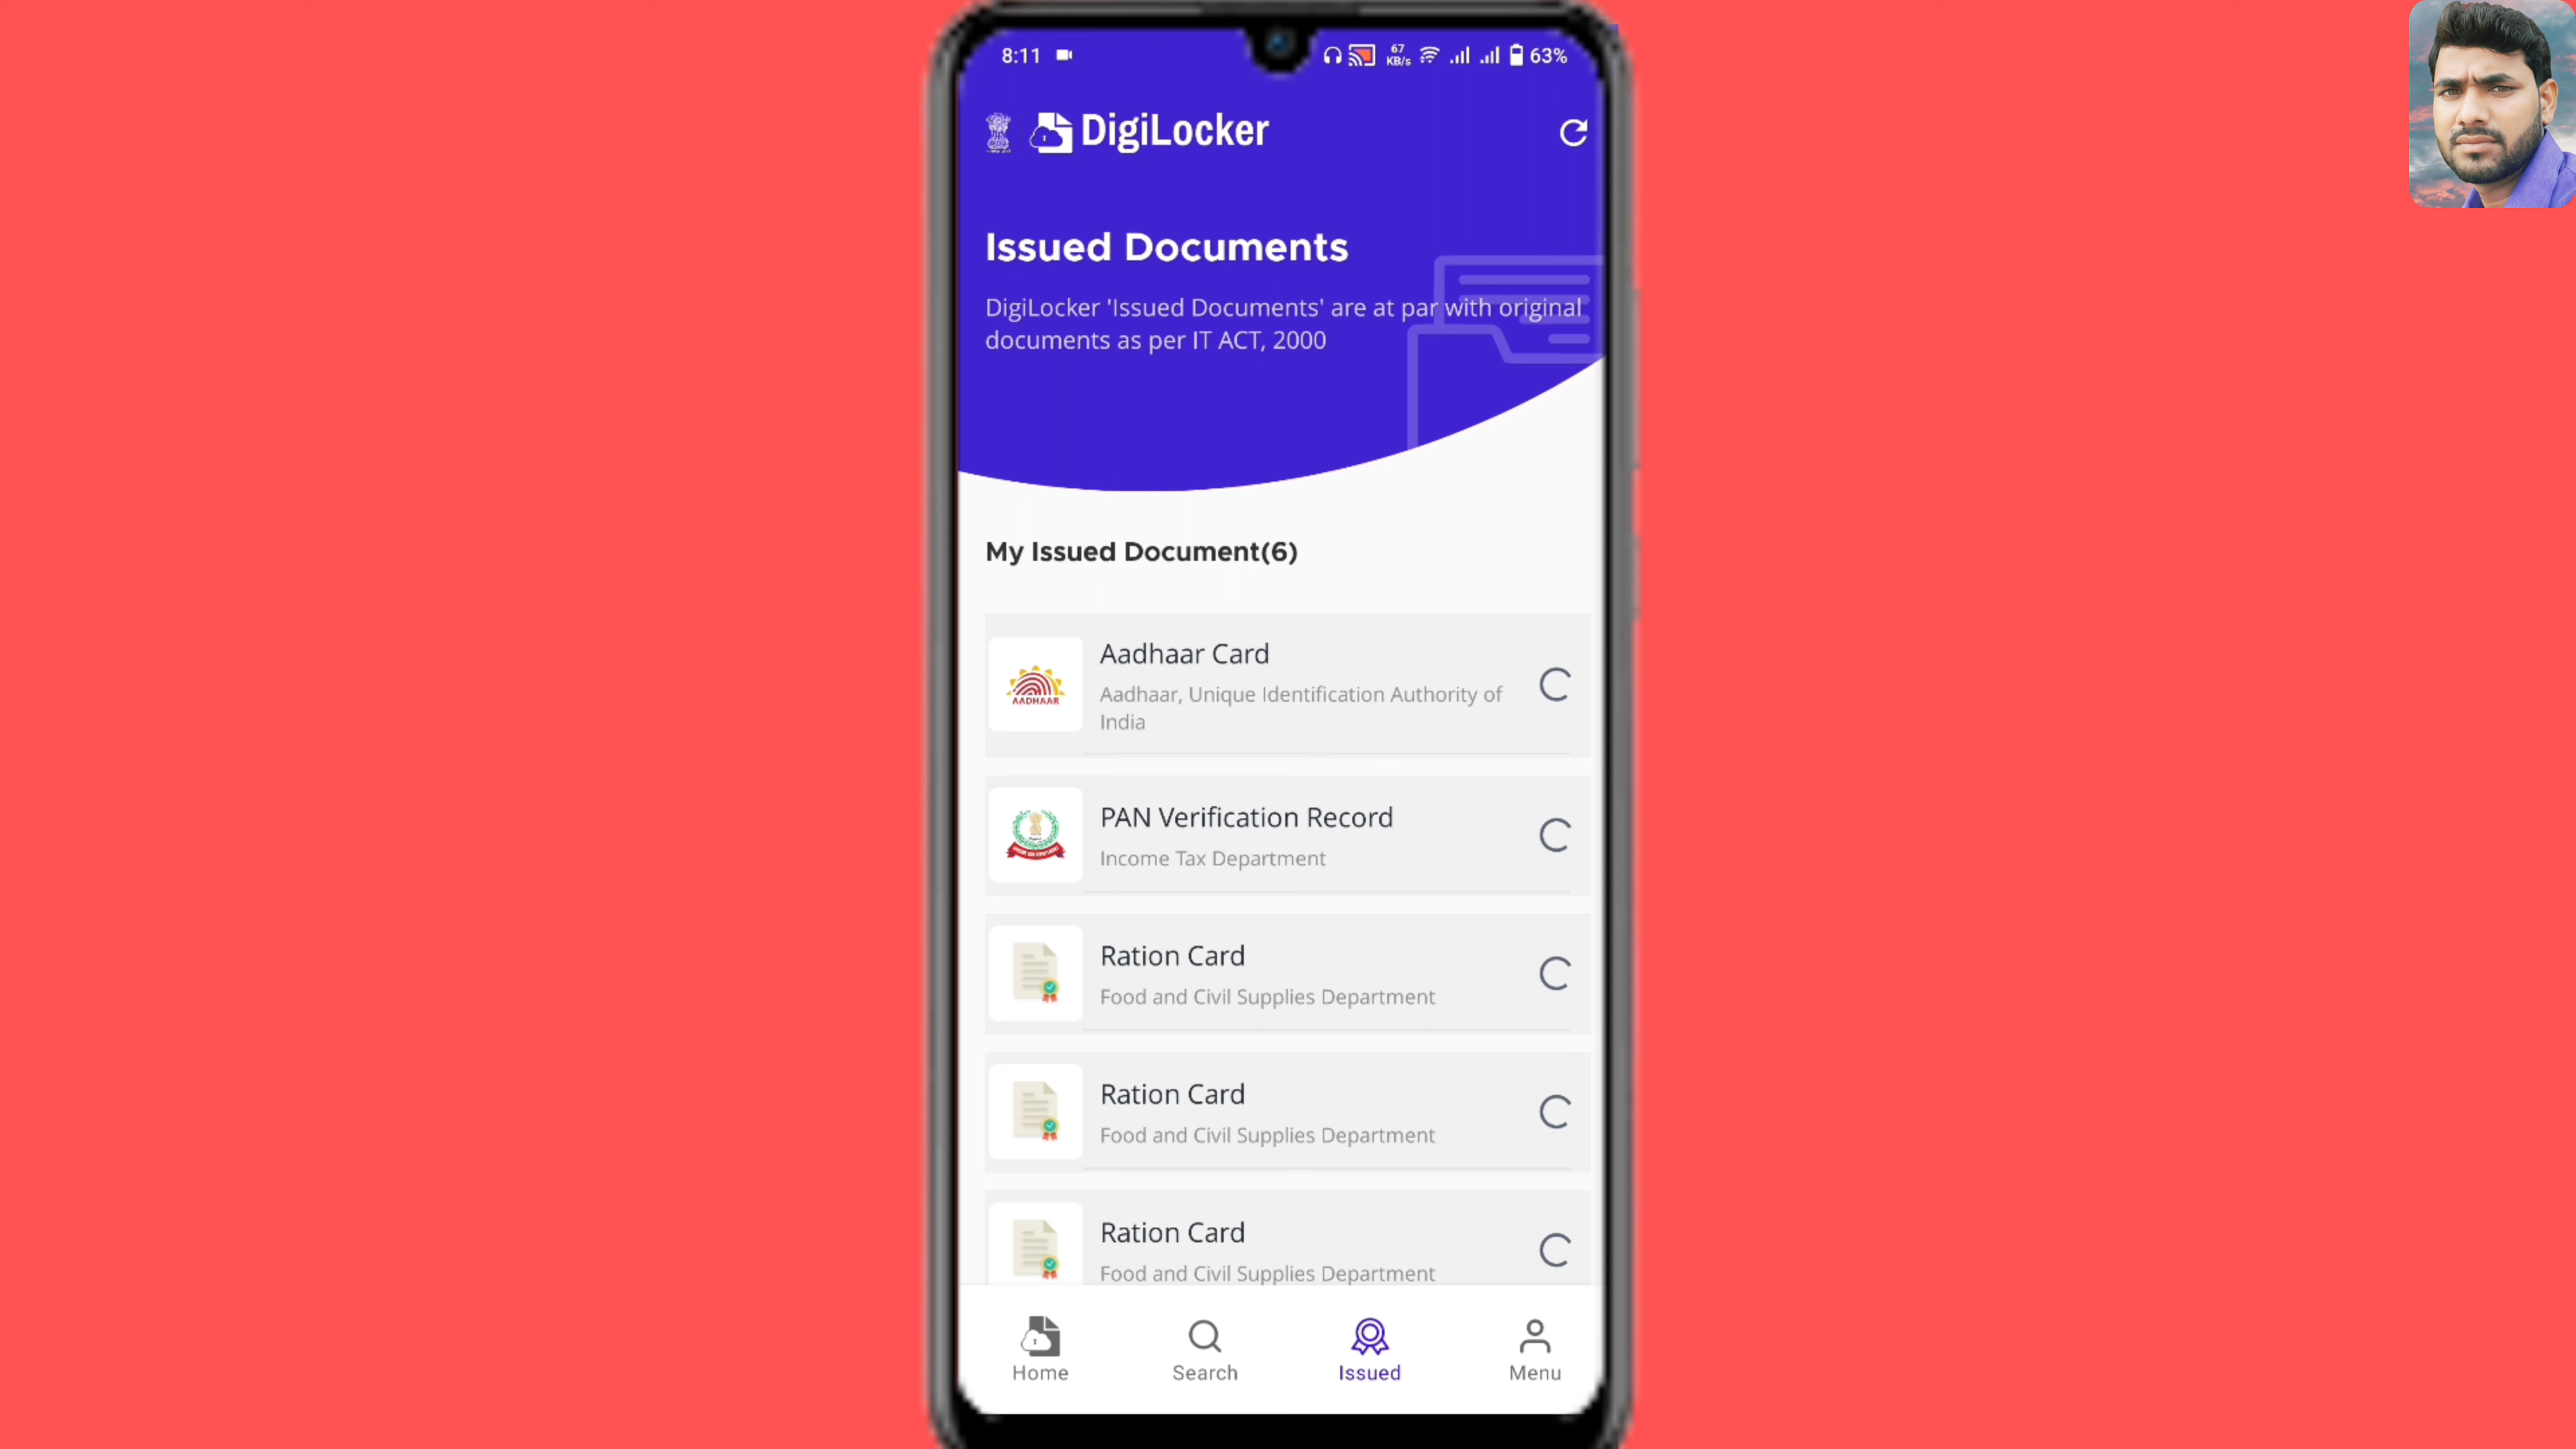 8:11
67
KB/s
63%
DigiLocker
Issued Documents
DigiLocker 'Issued Documents' are at par with original
documents as per IT ACT, 2000
My Issued Document(6)
Aadhaar Card
AADHAAR
Aadhaar, Unique Identification Authority of
India
PAN Verification Record
Income Tax Department
Ration Card
Food and Civil Supplies Department
Ration Card
Food and Civil Supplies Department
Ration Card
Food and Civil Supplies Department
Home
Search
Issued
Menu